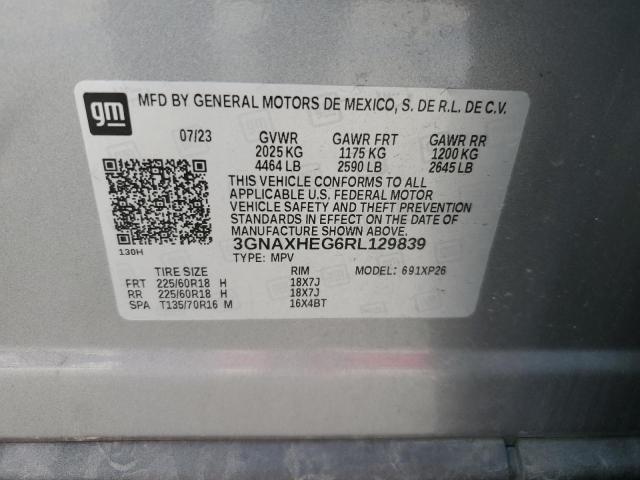 gm
MFD BY GENERAL MOTORS DE MEXICO, S. DE R.L. DE C.V.
07/23 GVWR GAWR FRT GAWR RR
2025 KG 1175 KG 1200 KG
4464 LB 2590 LB 2645 LB
THIS VEHICLE CONFORMS TO ALL
APPLICABLE U.S. FEDERAL MOTOR
VEHICLE SAFETY AND THEFT PREVENTION
STANDARDS IN EFFECT ON THE DATE OF
MANUFACTURE SHOWN ABOVE.
3GNAXHEG6RL129839
130H
TYPE: MPV
TIRE SIZE RIM MODEL: 691XP26
FRT 225/60R18 H 18X7J
RR 225/60R18 H 18X7J
SPA T135/70R16 M 16X4BT